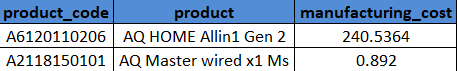 product_code product manufacturing_cost
A6120110206 AQ HOME Allin1 Gen 2 240.5364
A2118150101 AQ Master wired x1 Ms 0.892